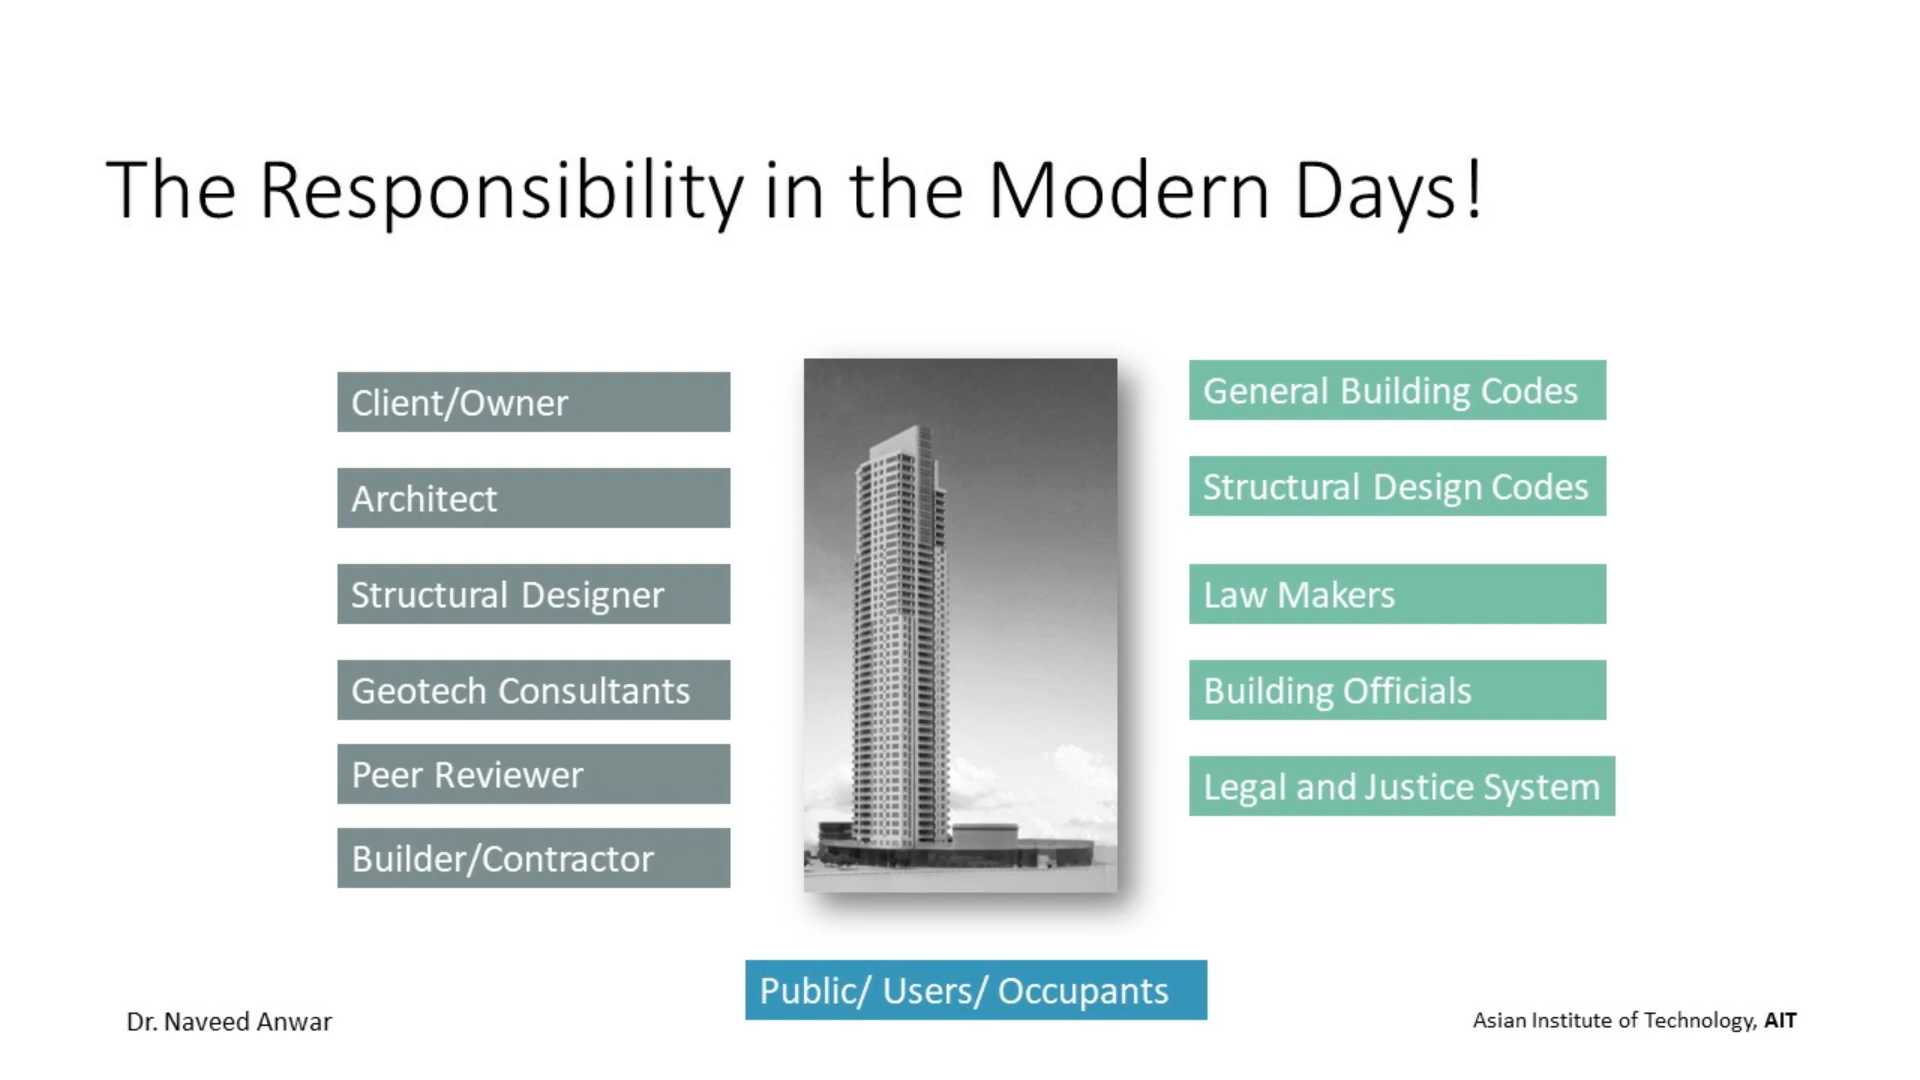 The Responsibility in the Modern Days!
Client/Owner
Architect
Structural Designer
Geotech Consultants
Peer Reviewer
Builder/Contractor
General Building Codes
Structural Design Codes
Law Makers
Building Officials
Legal and Justice System
Public/ Users/ Occupants
Dr. Naveed Anwar
Asian Institute of Technology, AIT